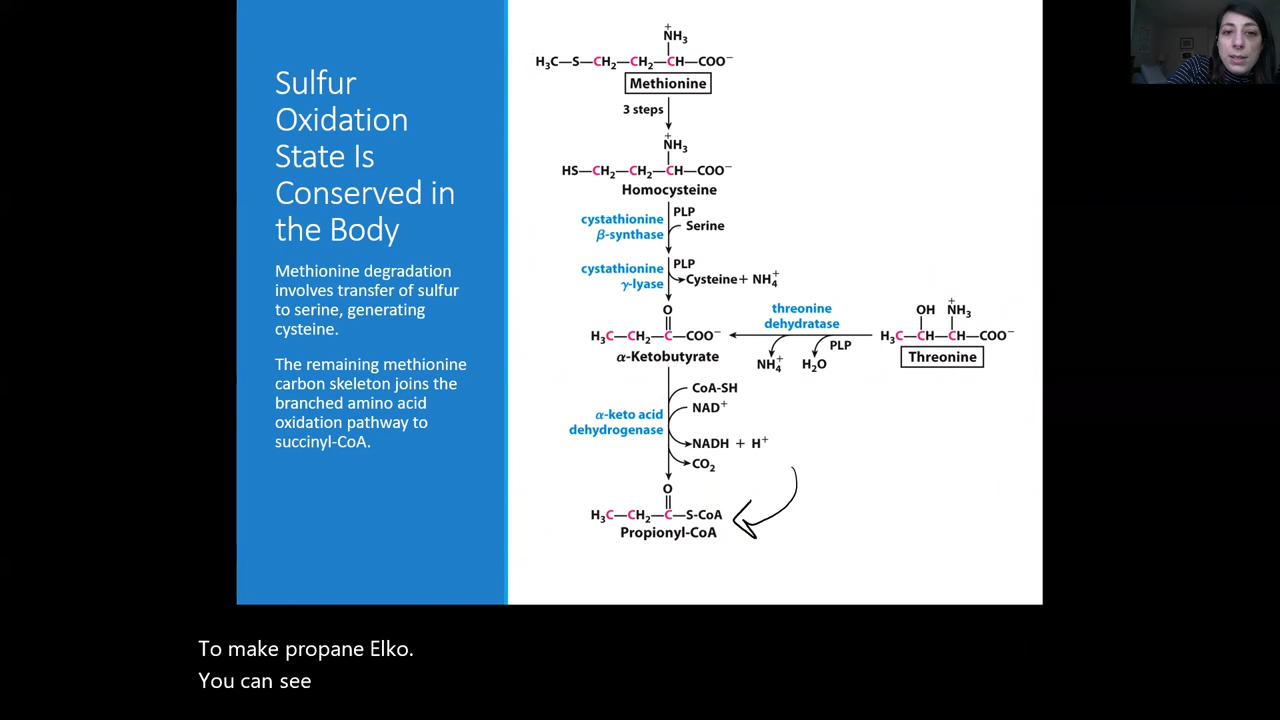 Sulfur
Oxidation
State Is
Conserved in
the Body
Methionine degradation
involves transfer of sulfur
to serine, generating
cysteine.
The remaining methionine
carbon skeleton joins the
branched amino acid
oxidation pathway to
succinyl-CoA.
+
NH3
H3C—S—CH2—CH2—CH—COO−
Methionine
3 steps
+
NH3
HS—CH2—CH2—CH—COO−
Homocysteine
PLP
cystathionine
Serine
β-synthase
PLP
cystathionine
Cysteine + NH4+
γ-lyase
O
H3C—CH2—C—COO−
α-Ketobutyrate
threonine
dehydratase
PLP
NH4+ H2O
OH +
NH3
H3C—CH—CH—COO−
Threonine
CoA-SH
NAD+
α-keto acid
dehydrogenase
NADH + H+
CO2
O
H3C—CH2—C—S-CoA
Propionyl-CoA
To make propane Elko.
You can see